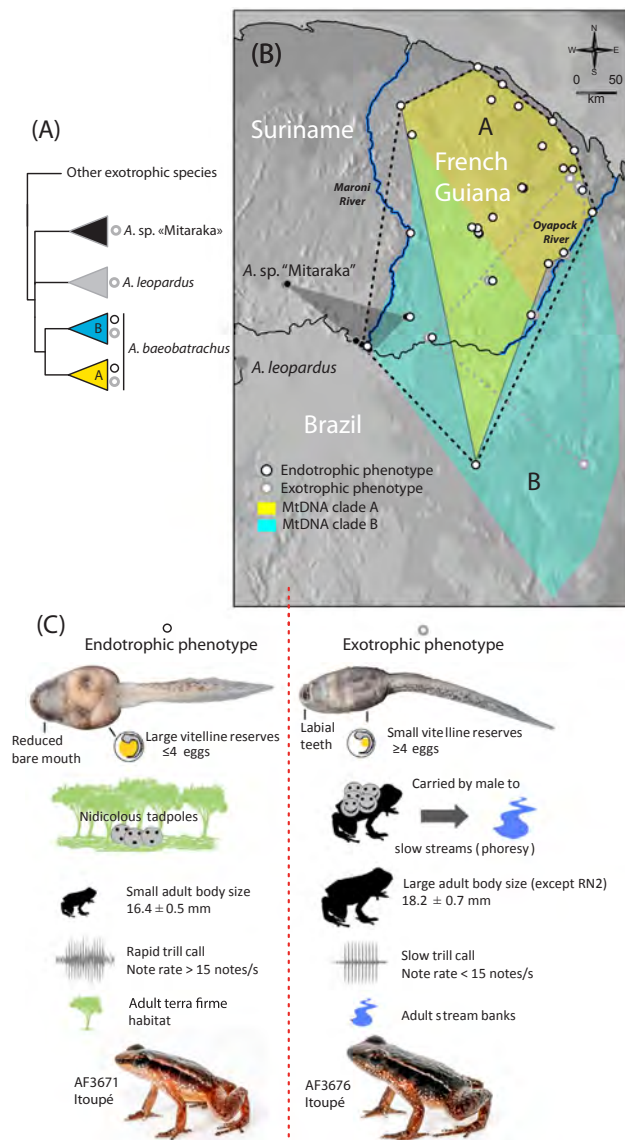 (A)
Other exotrophic species
A. sp. «Mitaraka»
A. leopardus
B
A. baeobatrachus
A
(B)
N
W E
S
0 50
km
Suriname
A
French
Guiana
Maroni
River
Oyapock
River
A. sp. "Mitaraka"
A. leopardus
Brazil
B
Endotrophic phenotype
Exotrophic phenotype
MtDNA clade A
MtDNA clade B
(C)
Endotrophic phenotype
Reduced
bare mouth
Large vitelline reserves
≤4 eggs
Nidicolous tadpoles
Small adult body size
16.4 ± 0.5 mm
Rapid trill call
Note rate > 15 notes/s
Adult terra firme
habitat
AF3671
Itoupé
Exotrophic phenotype
Labial
teeth
Small vitelline reserves
≥4 eggs
Carried by male to
slow streams (phoresy)
Large adult body size (except RN2)
18.2 ± 0.7 mm
Slow trill call
Note rate < 15 notes/s
Adult stream banks
AF3676
Itoupé